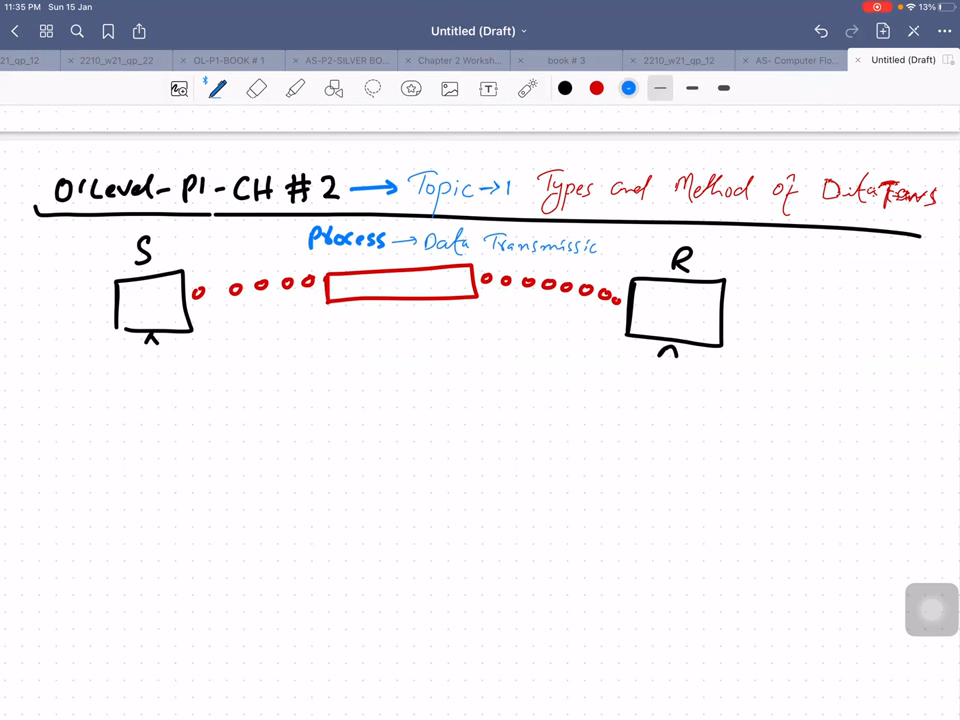 11:35 PM Sun 15 Jan 13%
Untitled (Draft)
21_qp_12 2210_w21_qp_22 OL-P1-BOOK # 1 AS-P2-SILVER BO... Chapter 2 Worksh... book # 3 2210_w21_qp_12 AS- Computer Flo... Untitled (Draft)
T
O'Level-P1-CH # 2 → Topic → 1 Types and Method of Data Trans
Process → Data Transmissic
S
R